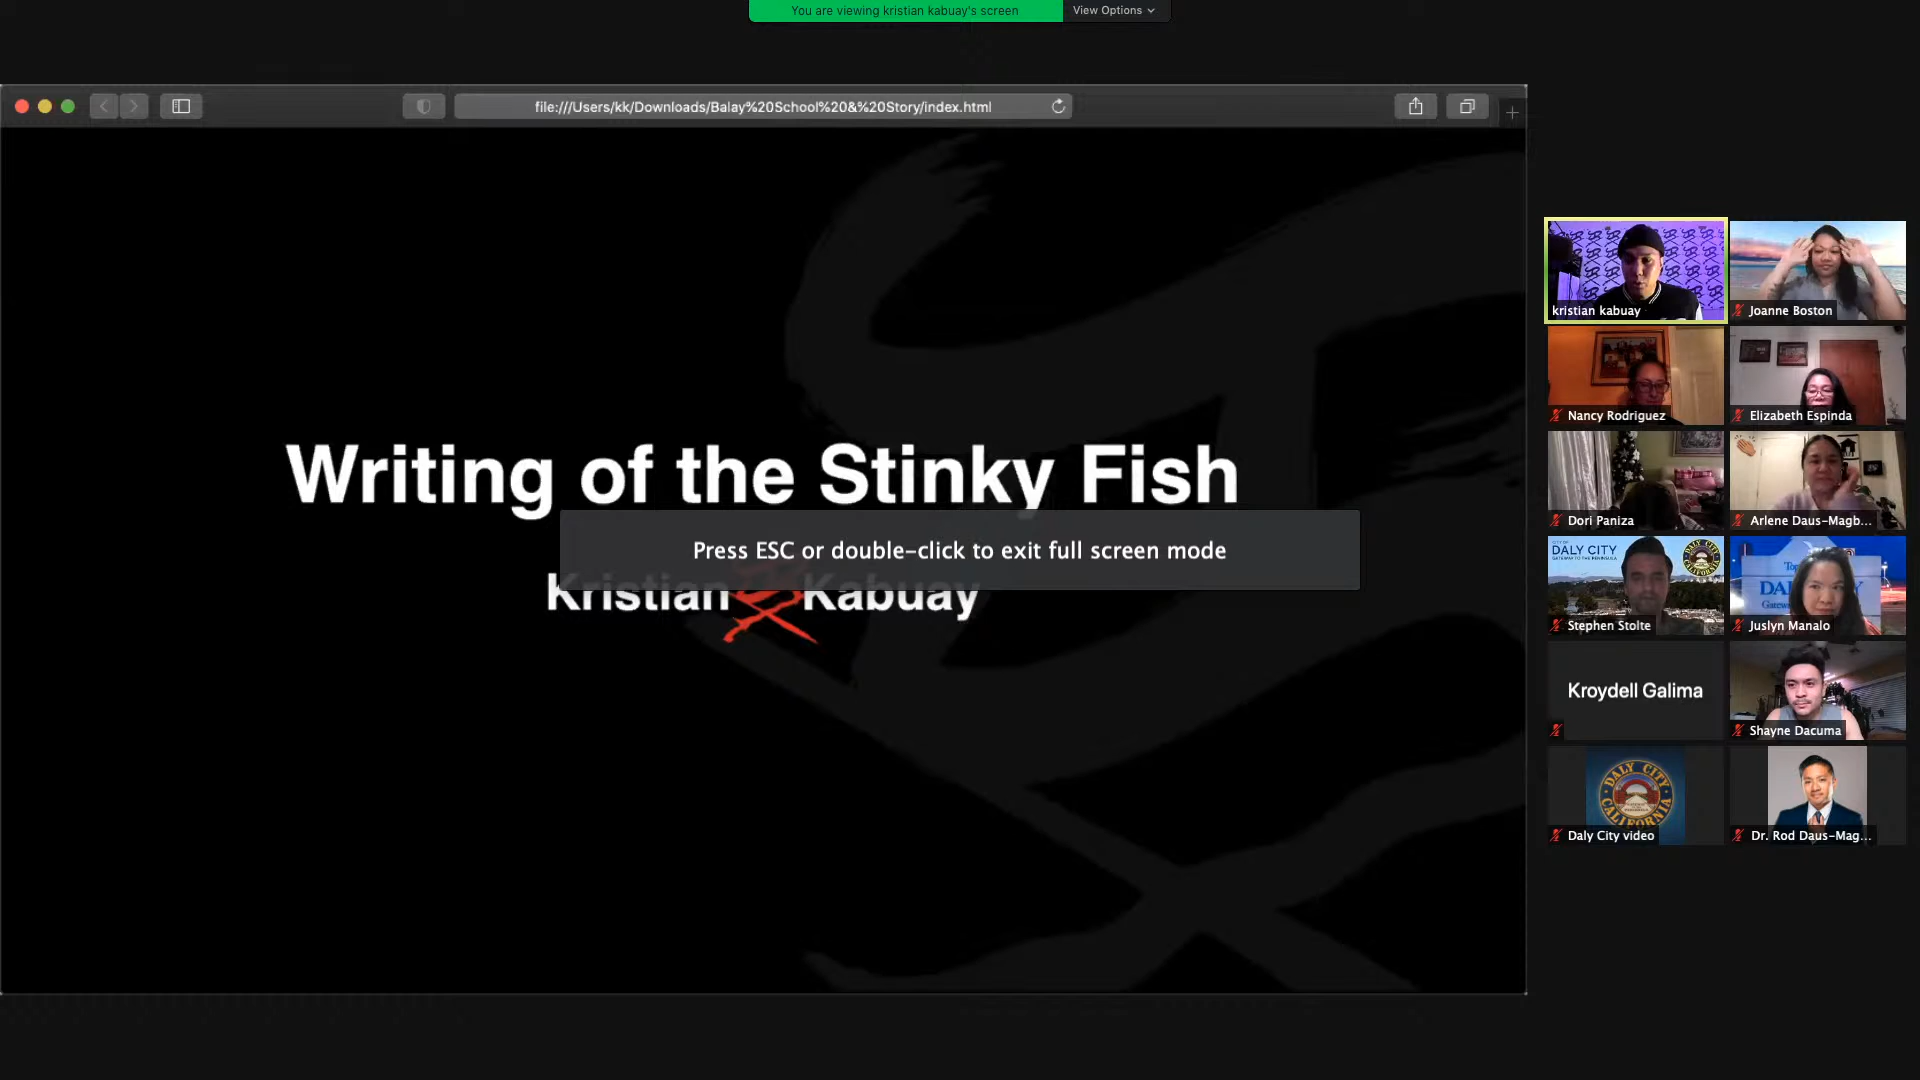 You are viewing kristian kabuay's screen
View Options
file:///Users/kk/Downloads/Balay%20School%20&%20Story/index.html
Writing of the Stinky Fish
Press ESC or double-click to exit full screen mode
Kristian Kabuay
kristian kabuay
Joanne Boston
Nancy Rodriguez
Elizabeth Espinda
Dori Paniza
Arlene Daus-Magb...
DALY CITY
Stephen Stolte
Juslyn Manalo
Kroydell Galima
Shayne Dacuma
DALY CITY
CALIFORNIA
Daly City video
Dr. Rod Daus-Mag...